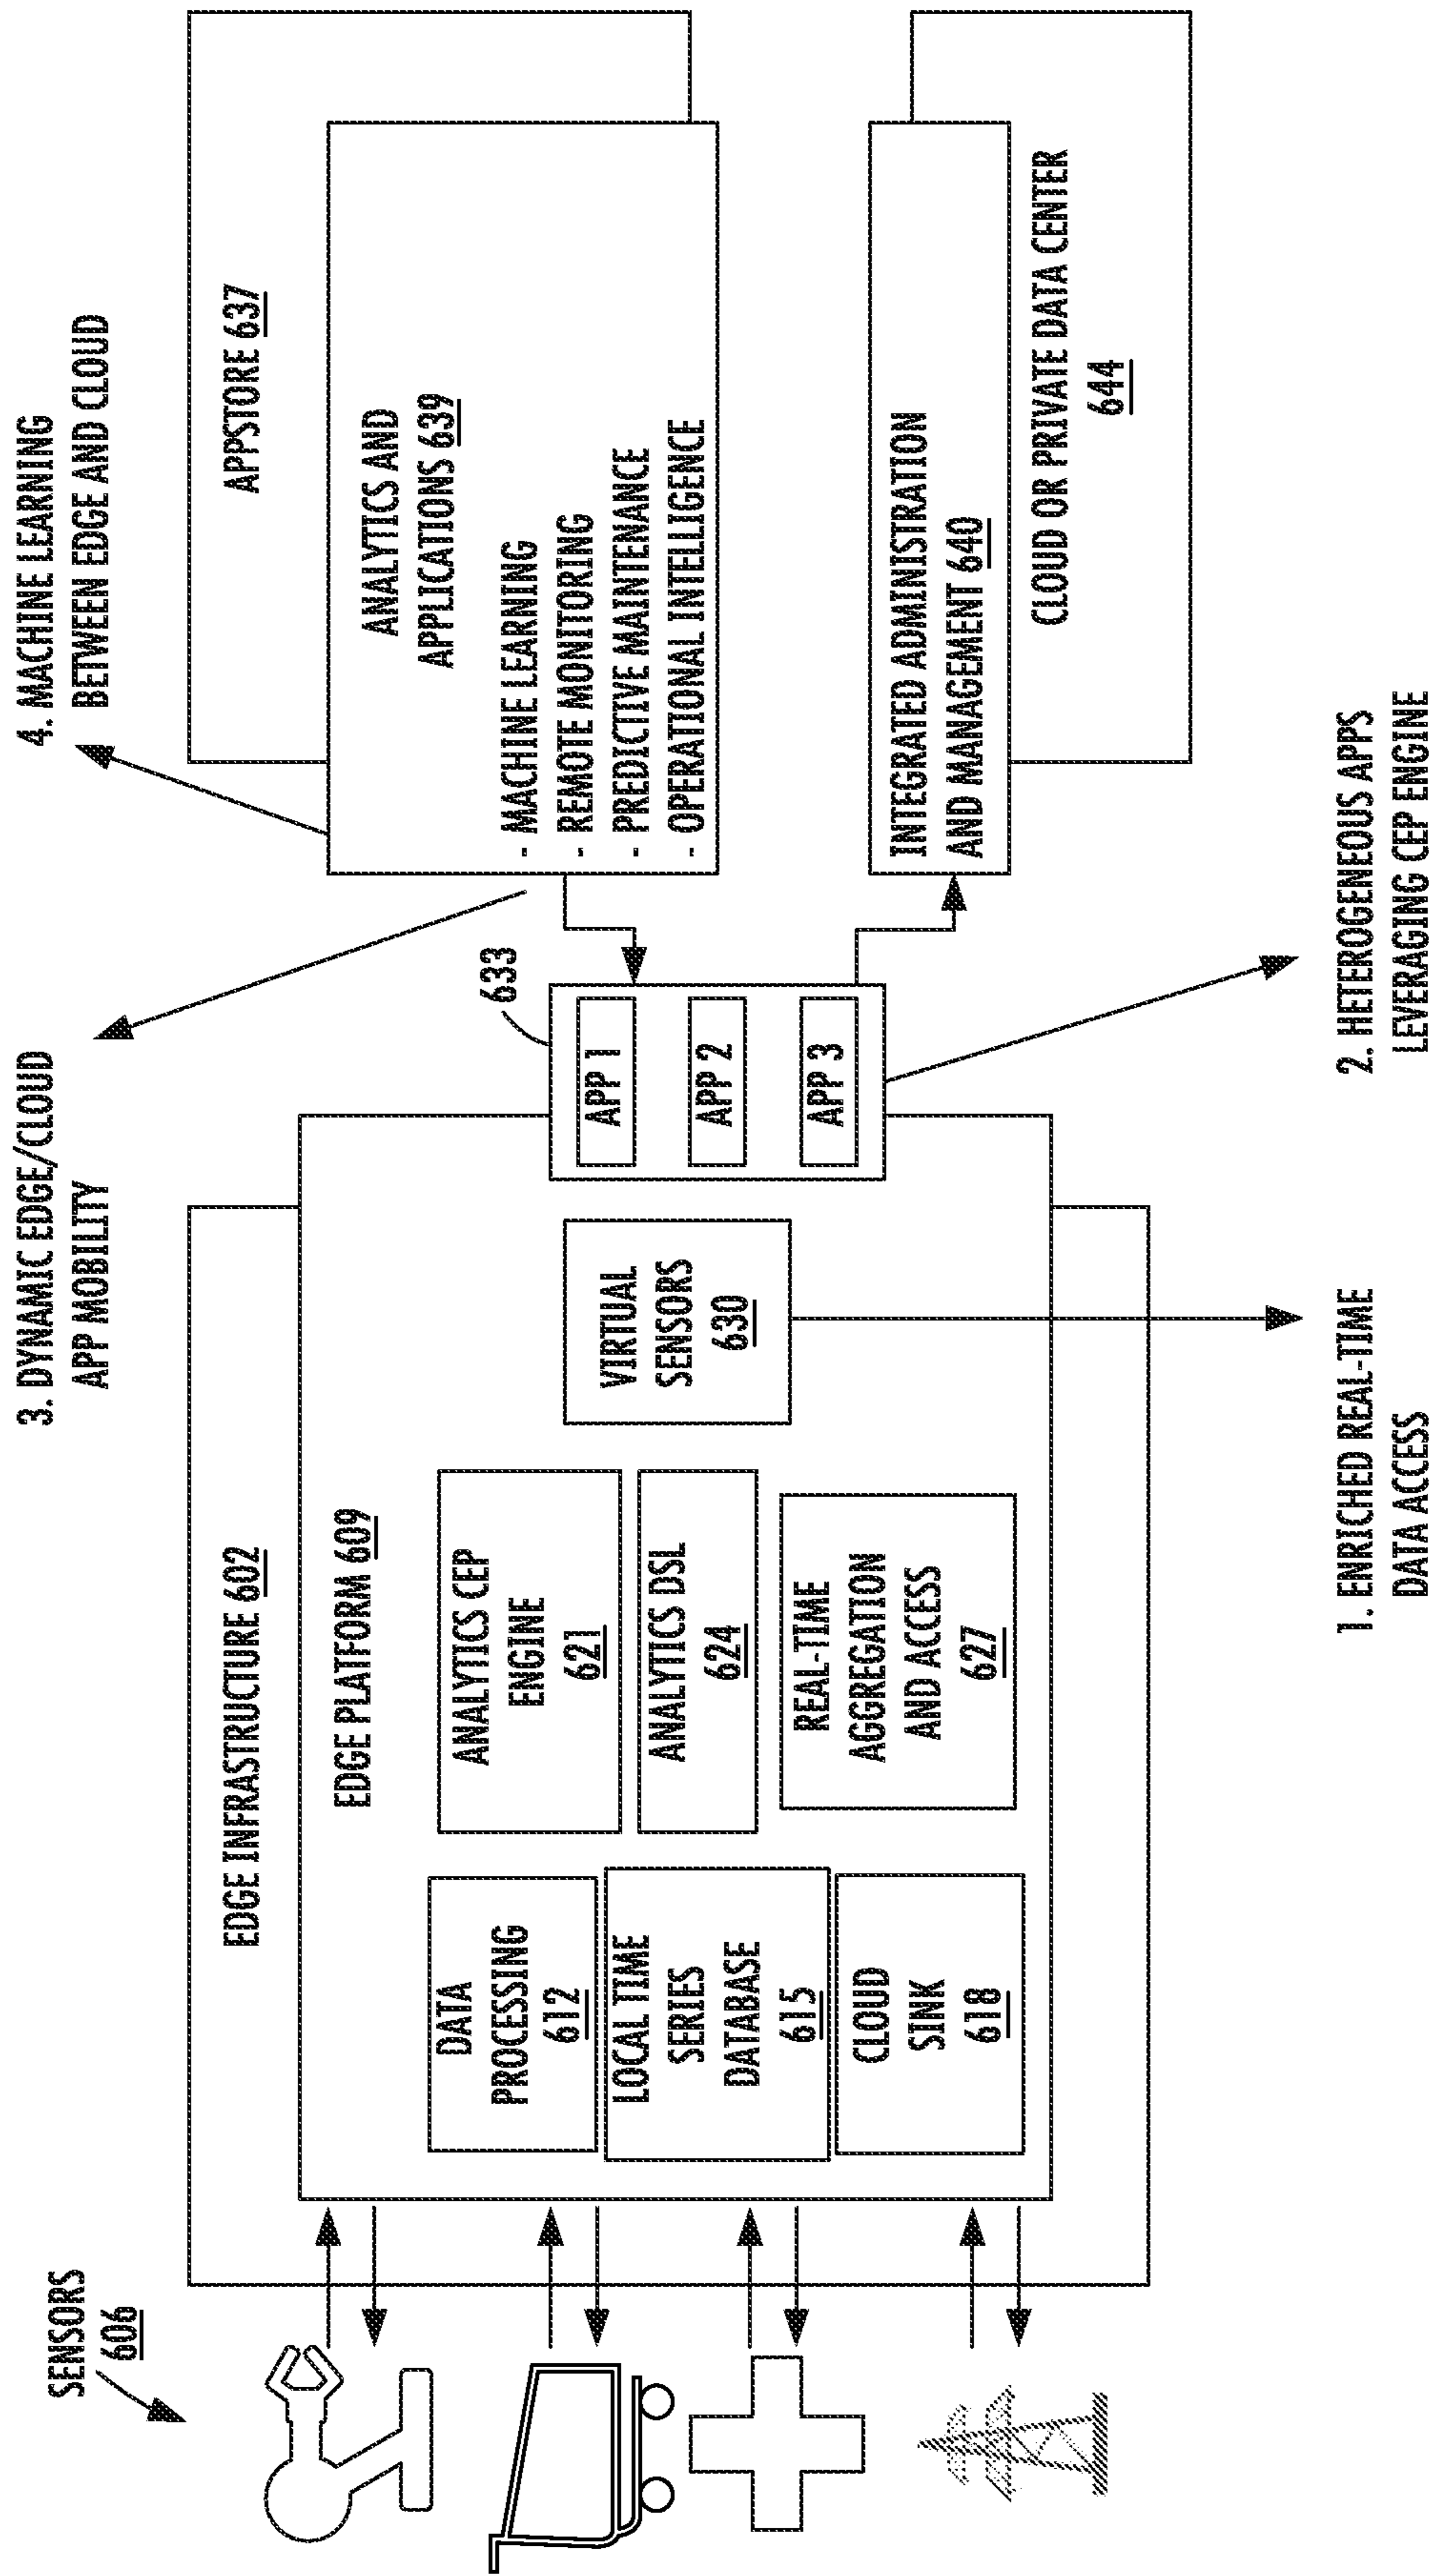 SENSORS
606
EDGE INFRASTRUCTURE 602
EDGE PLATFORM 609
DATA
PROCESSING
612
LOCAL TIME
SERIES
DATABASE
615
CLOUD
SINK
618
ANALYTICS CEP
ENGINE
621
ANALYTICS DSL
624
REAL-TIME
AGGREGATION
AND ACCESS
627
VIRTUAL
SENSORS
630
633
APP 1
APP 2
APP 3
3. DYNAMIC EDGE/CLOUD
APP MOBILITY
4. MACHINE LEARNING
BETWEEN EDGE AND CLOUD
APPSTORE 637
ANALYTICS AND
APPLICATIONS 639
- MACHINE LEARNING
- REMOTE MONITORING
- PREDICTIVE MAINTENANCE
- OPERATIONAL INTELLIGENCE
INTEGRATED ADMINISTRATION
AND MANAGEMENT 640
CLOUD OR PRIVATE DATA CENTER
644
1. ENRICHED REAL-TIME
DATA ACCESS
2. HETEROGENEOUS APPS
LEVERAGING CEP ENGINE